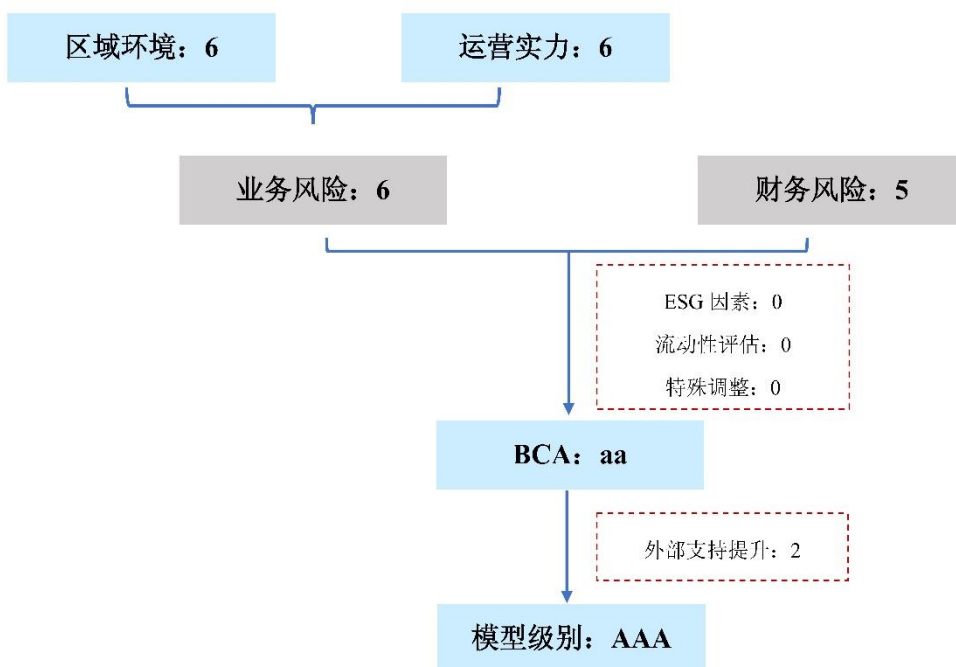 区域环境：6
运营实力：6
业务风险：6
财务风险：5
ESG 因素：0
流动性评估：0
特殊调整：0
BCA：aa
外部支持提升：2
模型级别：AAA